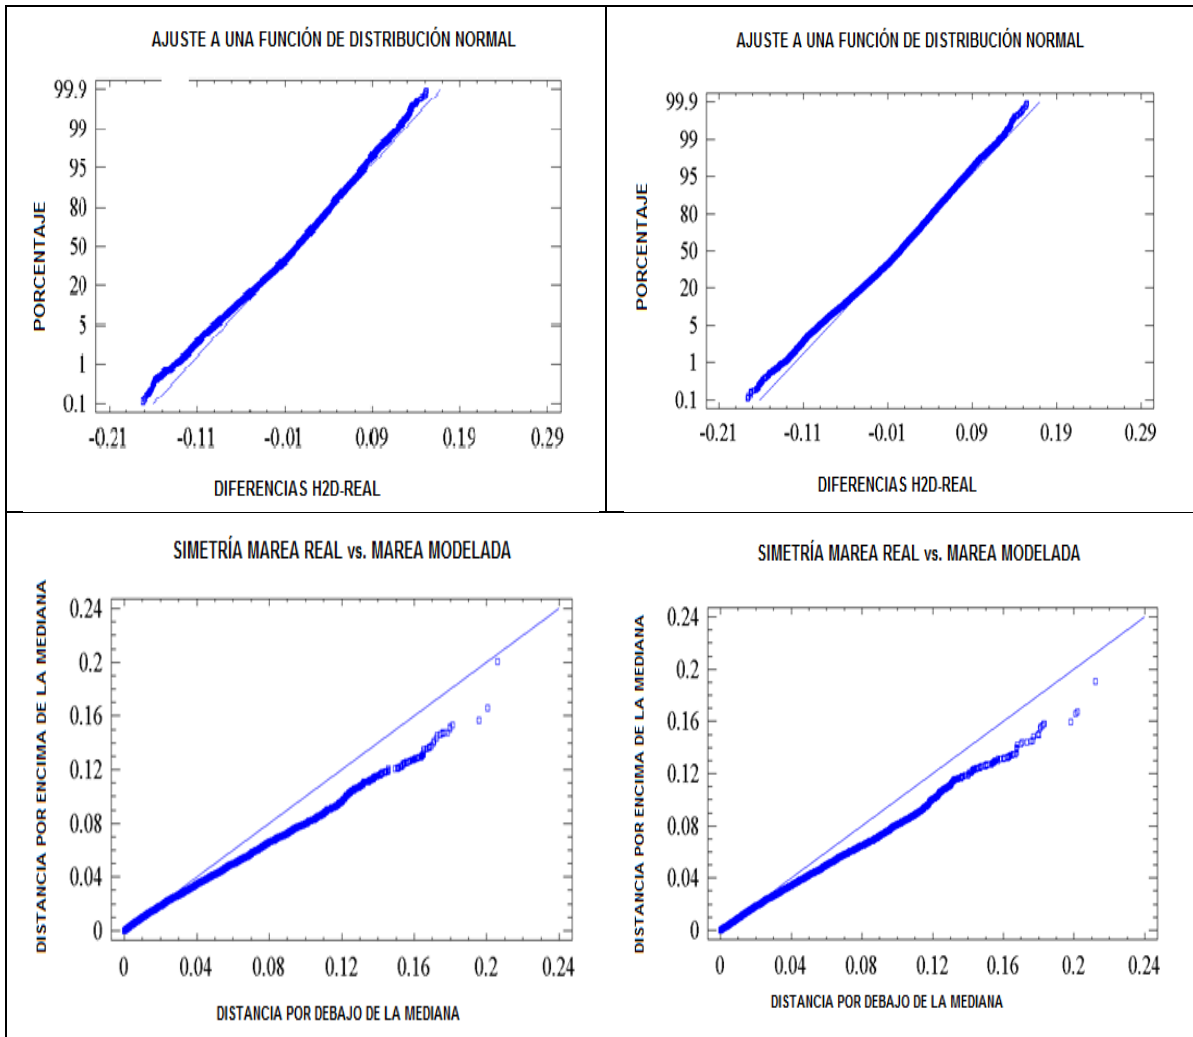 AJUSTE A UNA FUNCIÓN DE DISTRIBUCIÓN NORMAL
PORCENTAJE
99.9
99
95
80
50
20
5
1
0.1
-0.21 -0.11 -0.01 0.09 0.19 0.29
DIFERENCIAS H2D-REAL
AJUSTE A UNA FUNCIÓN DE DISTRIBUCIÓN NORMAL
PORCENTAJE
99.9
99
95
80
50
20
5
1
0.1
-0.21 -0.11 -0.01 0.09 0.19 0.29
DIFERENCIAS H2D-REAL
SIMETRÍA MAREA REAL vs. MAREA MODELADA
DISTANCIA POR ENCIMA DE LA MEDIANA
0.24
0.2
0.16
0.12
0.08
0.04
0
0 0.04 0.08 0.12 0.16 0.2 0.24
DISTANCIA POR DEBAJO DE LA MEDIANA
SIMETRÍA MAREA REAL vs. MAREA MODELADA
DISTANCIA POR ENCIMA DE LA MEDIANA
0.24
0.2
0.16
0.12
0.08
0.04
0
0 0.04 0.08 0.12 0.16 0.2 0.24
DISTANCIA POR DEBAJO DE LA MEDIANA